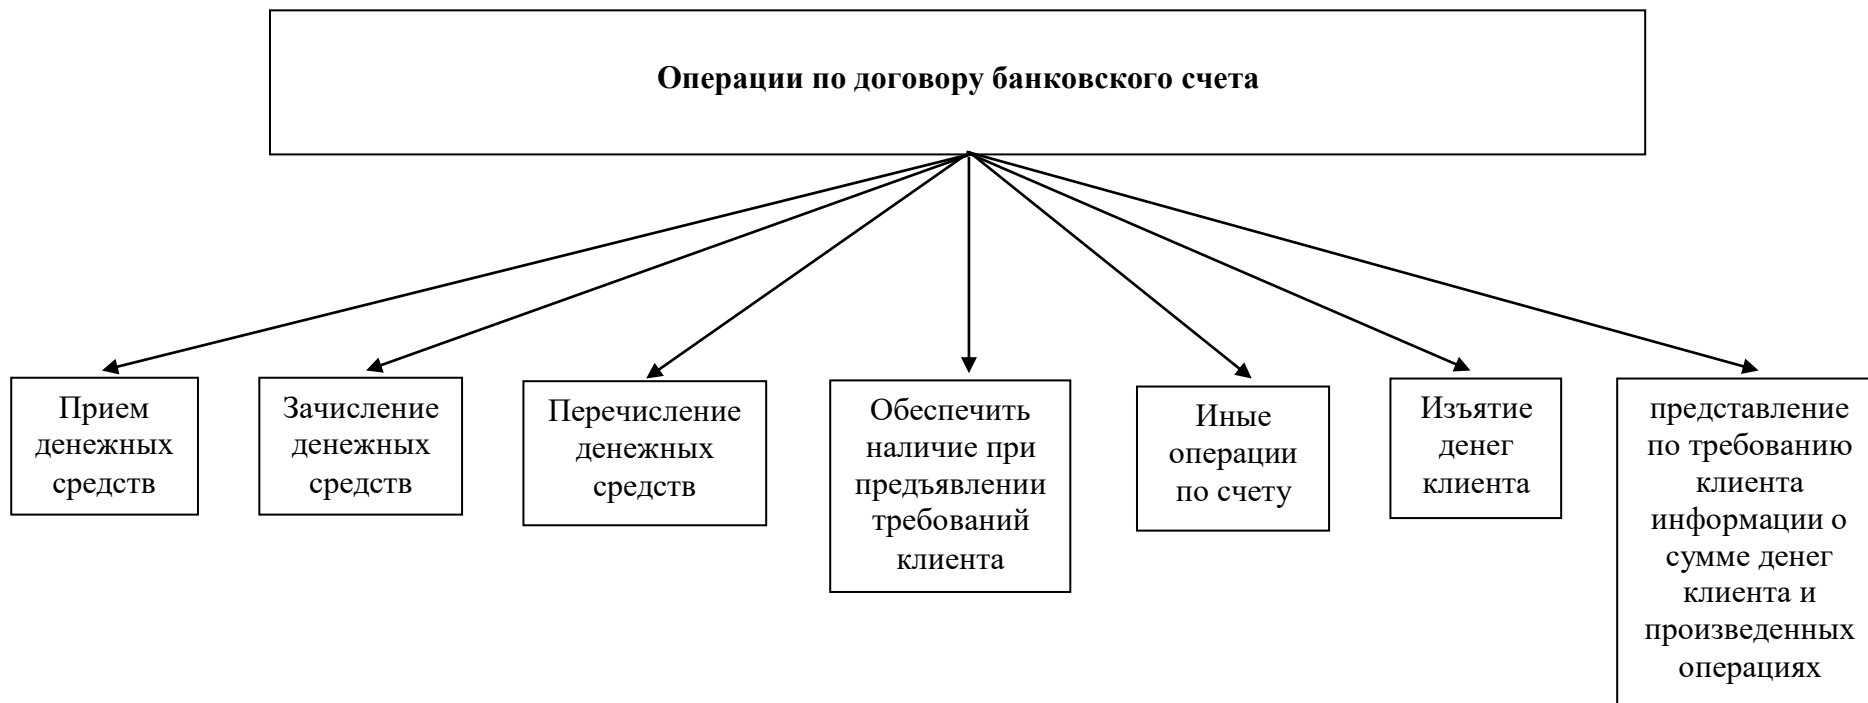 Операции по договору банковского счета
Прием
денежных
средств
Зачисление
денежных
средств
Перечисление
денежных
средств
Обеспечить
наличие при
предъявлении
требований
клиента
Иные
операции
по счету
Изъятие
денег
клиента
представление
по требованию
клиента
информации о
сумме денег
клиента и
произведенных
операциях